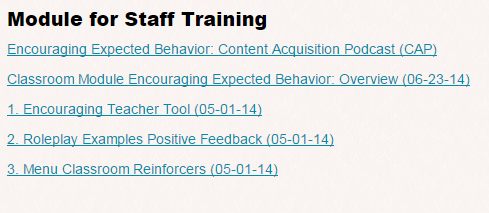 Module for Staff Training
Encouraging Expected Behavior: Content Acquisition Podcast (CAP)
Classroom Module Encouraging Expected Behavior: Overview (06-23-14)
1. Encouraging Teacher Tool (05-01-14)
2. Roleplay Examples Positive Feedback (05-01-14)
3. Menu Classroom Reinforcers (05-01-14)